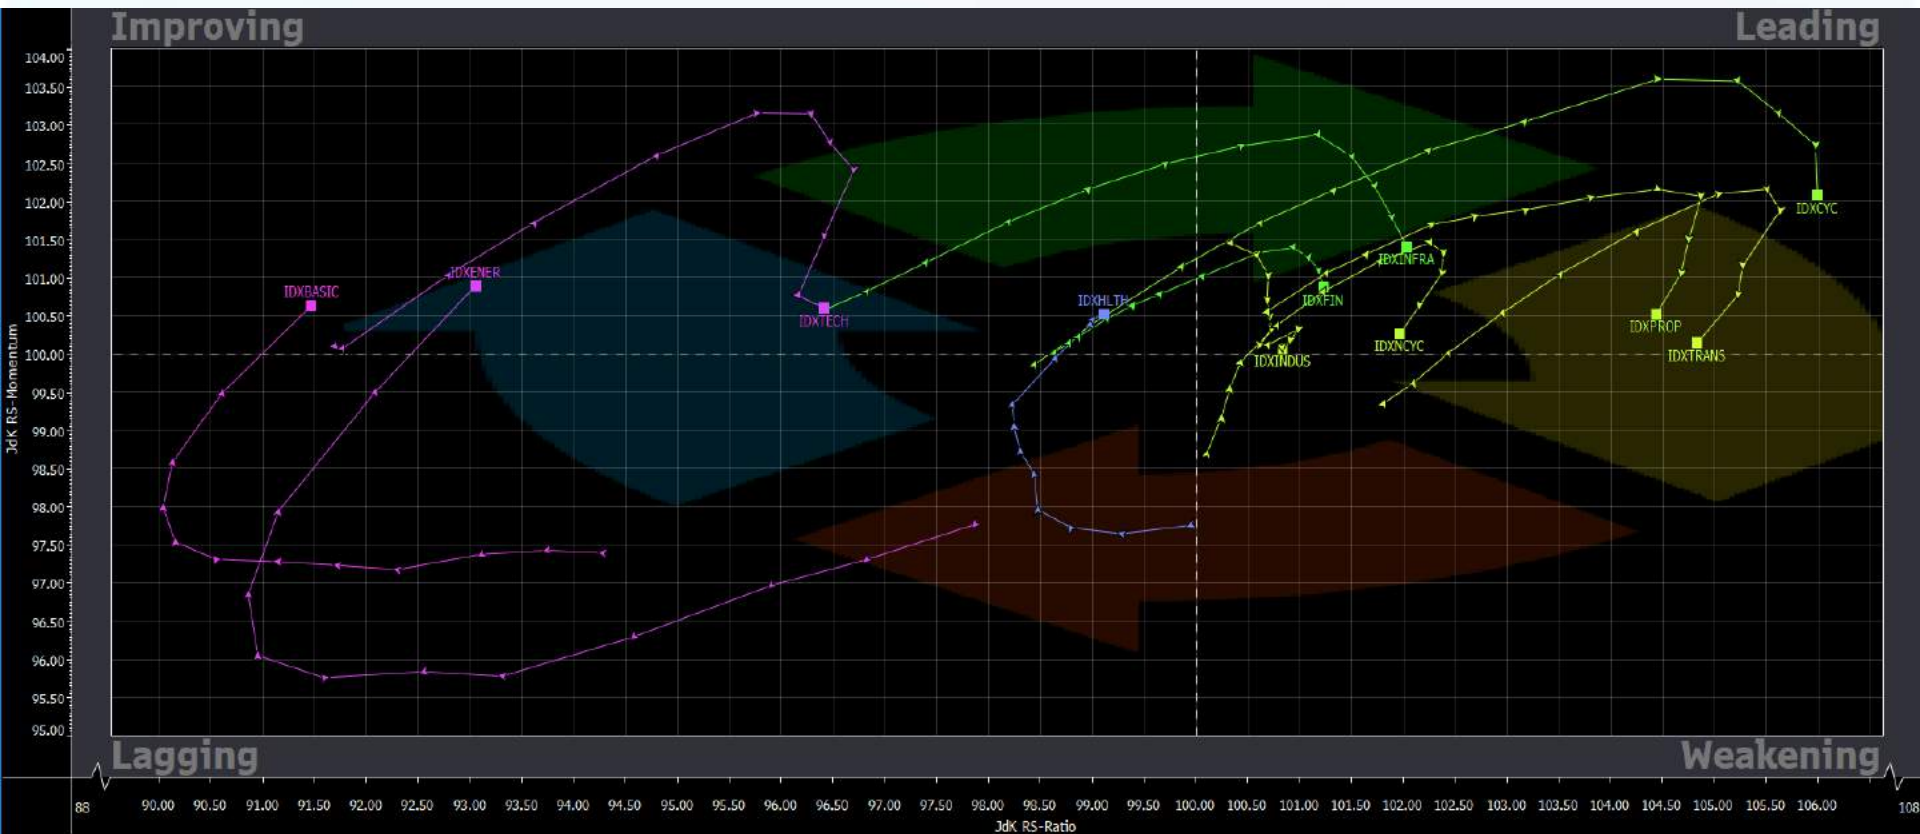 Improving
Leading
104.00
103.50
103.00
102.50
102.00
101.50
101.00
100.50
100.00
99.50
99.00
98.50
98.00
97.50
97.00
96.50
96.00
95.50
95.00
JdK RS-Momentum
IDXBASIC
IDXENER
IDXTECH
IDXHLTH
IDXINFRA
IDXFIN
IDXINDUS
IDXNCYC
IDXPROP
IDXTRANS
IDXCYC
Lagging
Weakening
88 90.00 90.50 91.00 91.50 92.00 92.50 93.00 93.50 94.00 94.50 95.00 95.50 96.00 96.50 97.00 97.50 98.00 98.50 99.00 99.50 100.00 100.50 101.00 101.50 102.00 102.50 103.00 103.50 104.00 104.50 105.00 105.50 106.00 108
JdK RS-Ratio